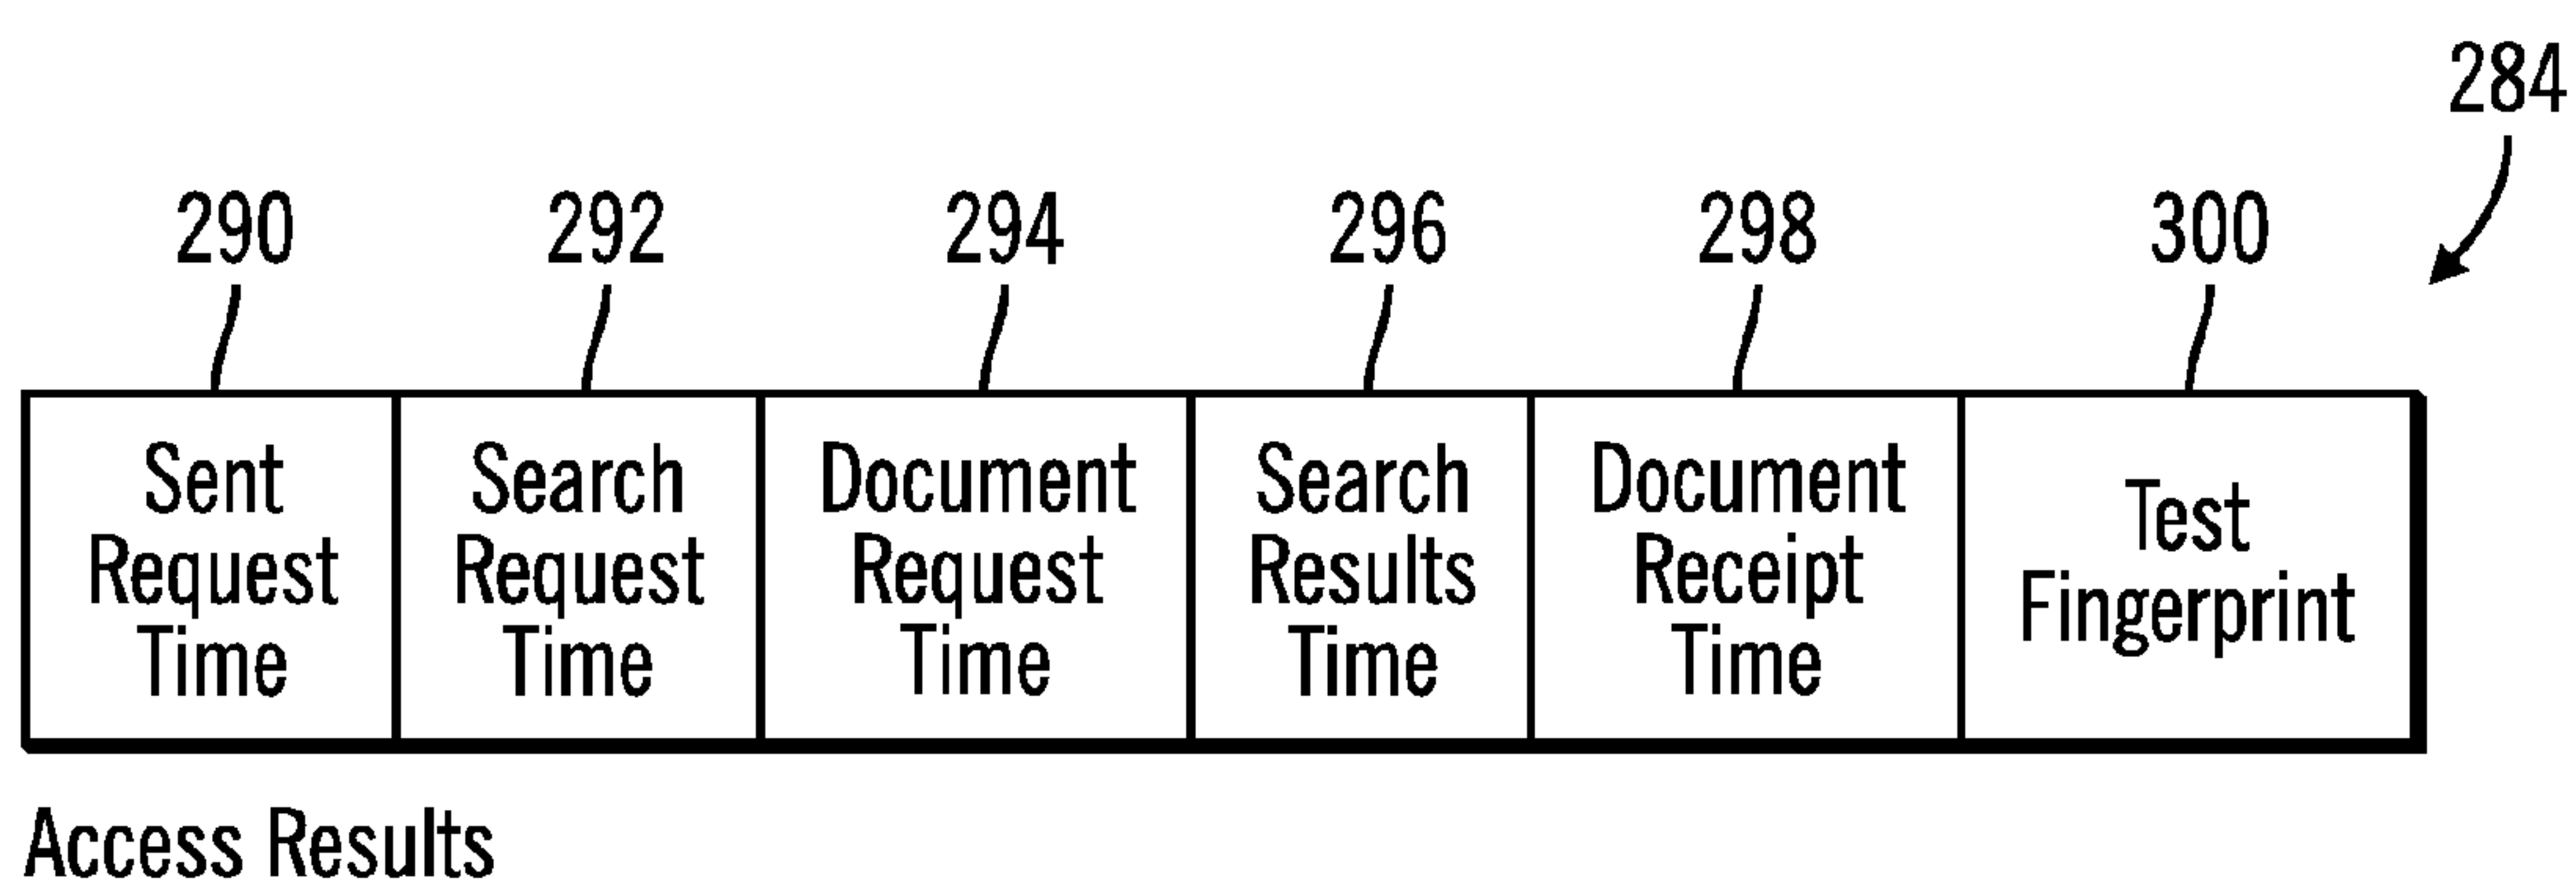 284
290 292 294 296 298 300
Sent
Request
Time
Search
Request
Time
Document
Request
Time
Search
Results
Time
Document
Receipt
Time
Test
Fingerprint
Access Results